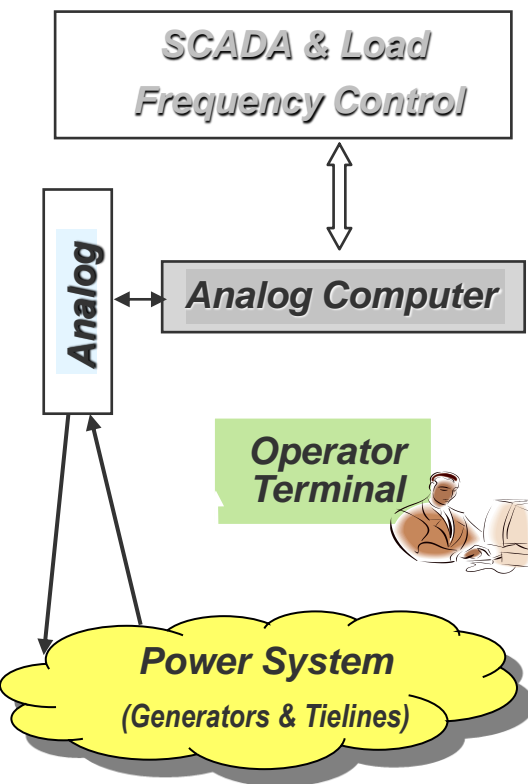 SCADA & Load
Frequency Control
Analog
Analog Computer
Operator
Terminal
Power System
(Generators & Tielines)